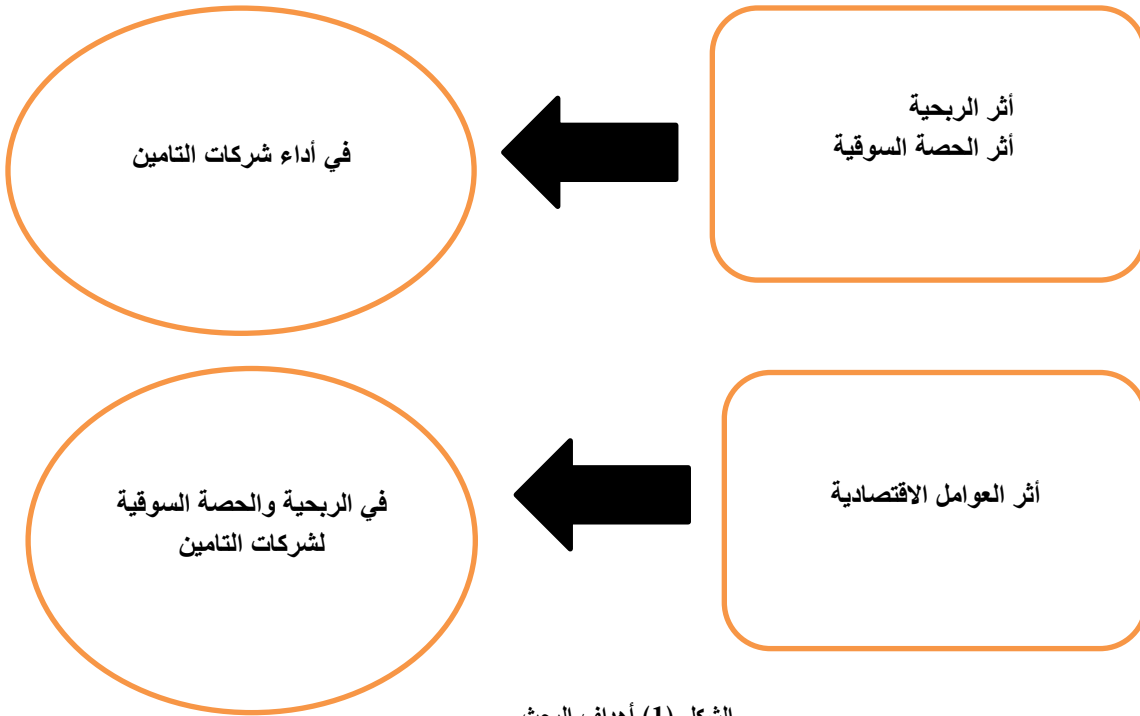 أثر الربحية
أثر الحصة السوقية
في أداء شركات التامين
أثر العوامل الاقتصادية
في الربحية والحصة السوقية
لشركات التامين
الشكل (1) أهداف البحث